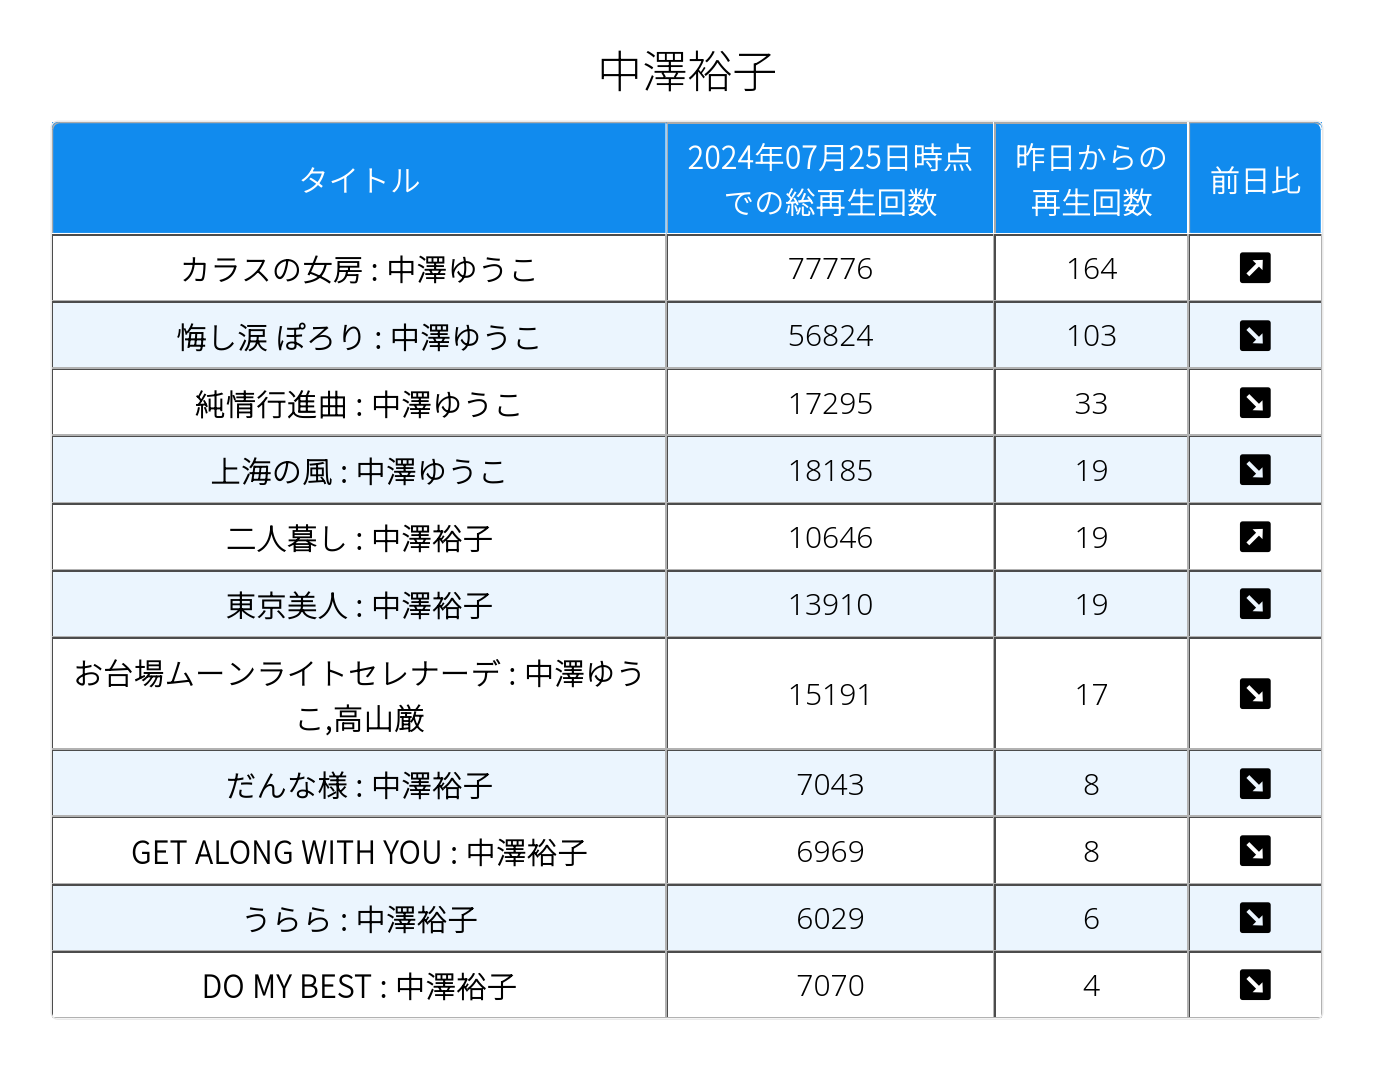 中澤裕子
タイトル
2024年07月25日時点
での総再生回数
昨日からの
再生回数
前日比
カラスの女房 : 中澤ゆうこ
77776
164
悔し涙 ぽろり : 中澤ゆうこ
56824
103
純情行進曲 : 中澤ゆうこ
17295
33
上海の風 : 中澤ゆうこ
18185
19
二人暮し : 中澤裕子
10646
19
東京美人 : 中澤裕子
13910
19
お台場ムーンライトセレナーデ : 中澤ゆう
こ,高山厳
15191
17
だんな様 : 中澤裕子
7043
8
GET ALONG WITH YOU : 中澤裕子
6969
8
うらら : 中澤裕子
6029
6
DO MY BEST : 中澤裕子
7070
4